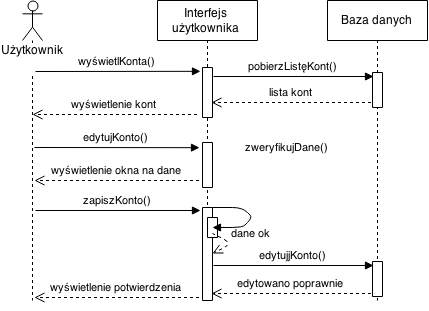 Interfejs
użytkownika
Baza danych
Użytkownik
wyświetlKonta()
pobierzListęKont()
lista kont
wyświetlenie kont
edytujKonto()
zweryfikujDane()
wyświetlenie okna na dane
zapiszKonto()
dane ok
edytujjKonto()
edytowano poprawnie
wyświetlenie potwierdzenia